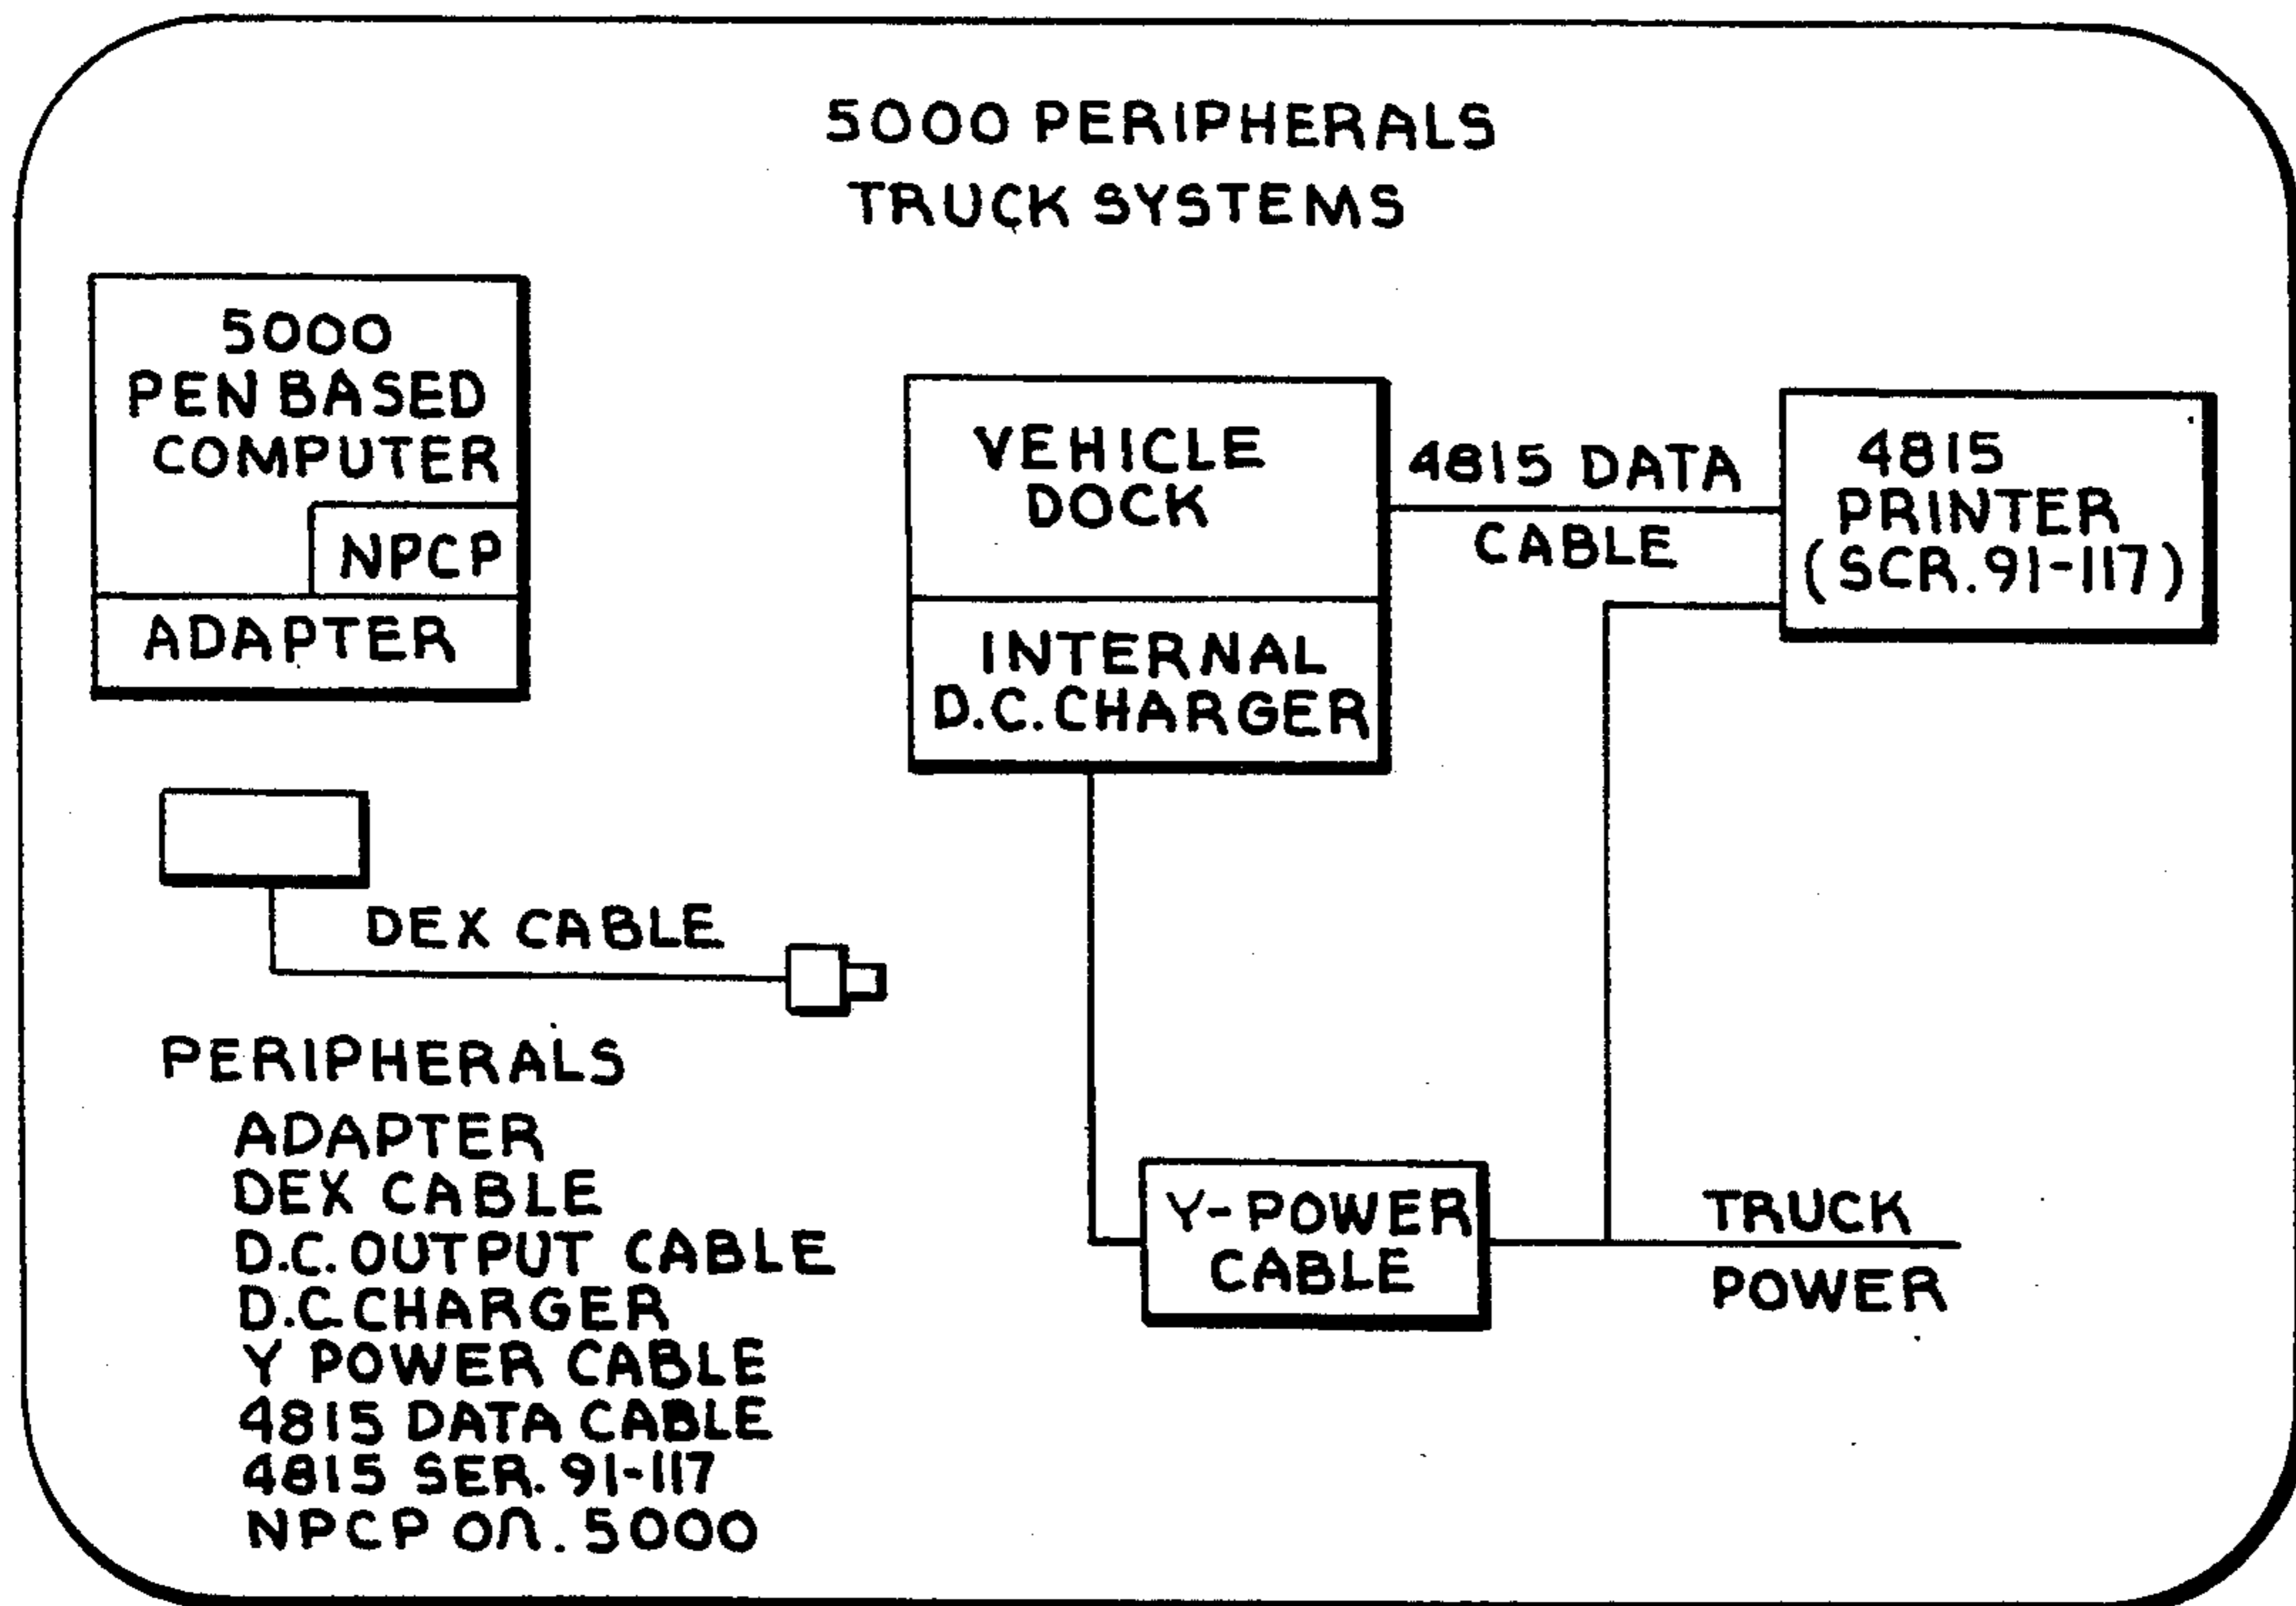 5000 PERIPHERALS
TRUCK SYSTEMS
5000
PEN BASED
COMPUTER
NPCP
ADAPTER
VEHICLE
DOCK
INTERNAL
D.C. CHARGER
4815 DATA
CABLE
4815
PRINTER
(SCR. 91-117)
DEX CABLE
PERIPHERALS
ADAPTER
DEX CABLE
D.C. OUTPUT CABLE
D.C CHARGER
Y POWER CABLE
4815 DATA CABLE
4815 SER. 91-117
NPCP On. 5000
Y-POWER
CABLE
TRUCK
POWER